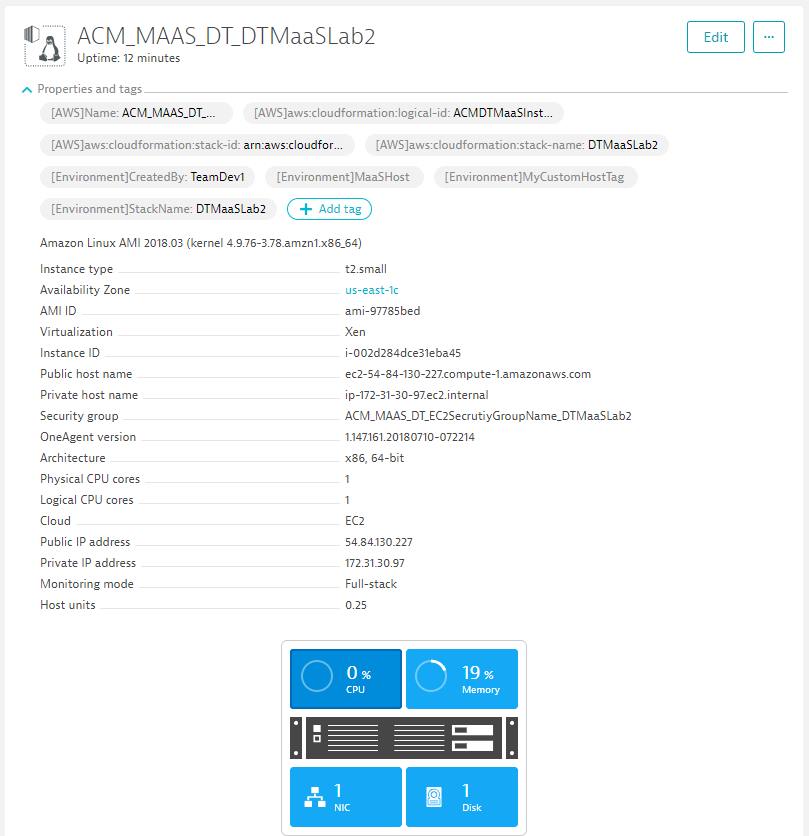 ACM_MAAS_DT_DTMaaSLab2
Edit
...
Uptime: 12 minutes
Properties and tags
[AWS]Name: ACM_MAAS_DT_...
[AWS]aws:cloudformation:logical-id: ACMDTMaaSInst...
[AWS]aws:cloudformation:stack-id: arn:aws:cloudfor...
[AWS]aws:cloudformation:stack-name: DTMaaSLab2
[Environment]CreatedBy: TeamDev1
[Environment]MaaSHost
[Environment]MyCustomHostTag
[Environment]StackName: DTMaaSLab2
+ Add tag
Amazon Linux AMI 2018.03 (kernel 4.9.76-3.78.amzn1.x86_64)
Instance type t2.small
Availability Zone us-east-1c
AMI ID ami-97785bed
Virtualization Xen
Instance ID i-002d284dce31eba45
Public host name ec2-54-84-130-227.compute-1.amazonaws.com
Private host name ip-172-31-30-97.ec2.internal
Security group ACM_MAAS_DT_EC2SecrutiyGroupName_DTMaaSLab2
OneAgent version 1.147.161.20180710-072214
Architecture x86, 64-bit
Physical CPU cores 1
Logical CPU cores 1
Cloud EC2
Public IP address 54.84.130.227
Private IP address 172.31.30.97
Monitoring mode Full-stack
Host units 0.25
0 %
CPU
19 %
Memory
1
NIC
1
Disk